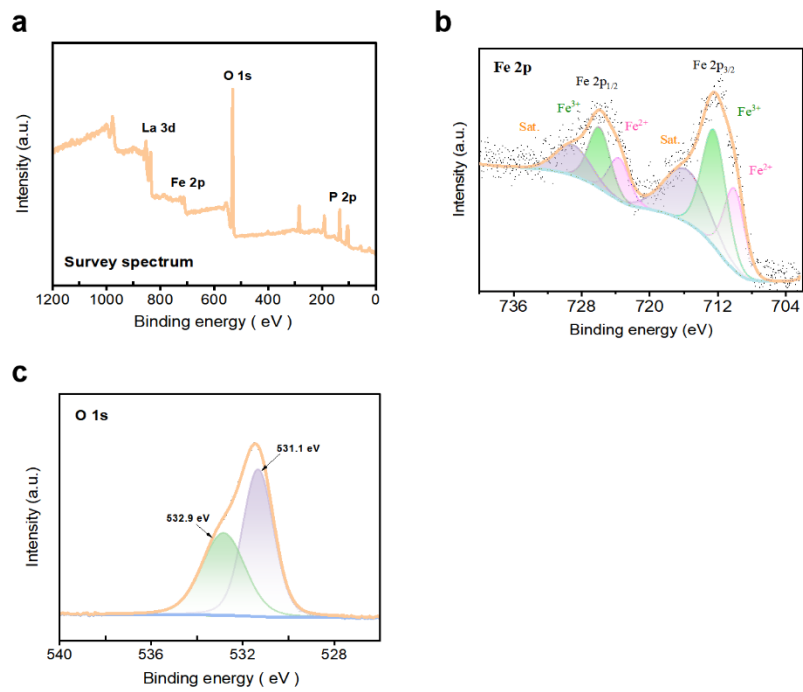 a
O 1s
La 3d
Fe 2p
P 2p
Survey spectrum
Intensity (a.u.)
1200 1000 800 600 400 200 0
Binding energy ( eV )
b
Fe 2p
Fe 2p1/2
Fe 2p3/2
Fe3+
Fe3+
Sat.
Fe2+
Sat.
Fe2+
Intensity (a.u.)
736 728 720 712 704
Binding energy (eV)
c
O 1s
531.1 eV
532.9 eV
Intensity (a.u.)
540 536 532 528
Binding energy ( eV )